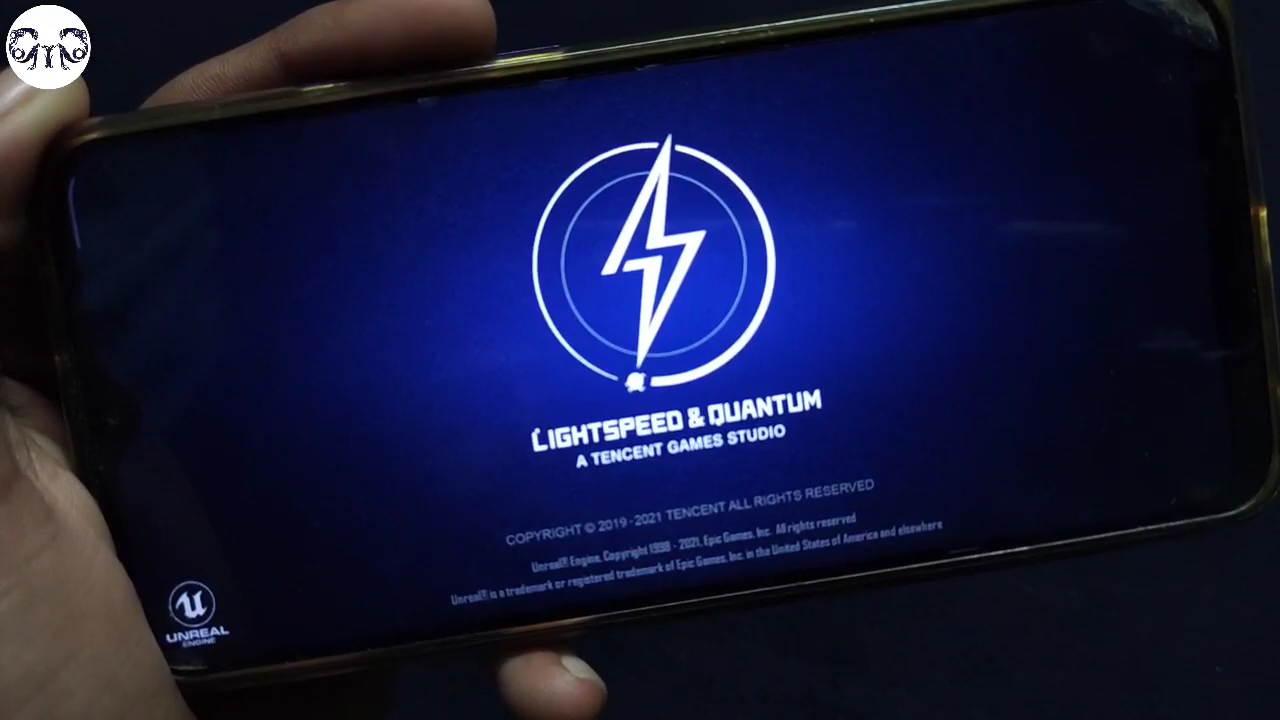 LIGHTSPEED & QUANTUM
A TENCENT GAMES STUDIO
COPYRIGHT © 2019 - 2021 TENCENT ALL RIGHTS RESERVED
Unreal® Engine, Copyright 1998 - 2021, Epic Games, Inc. All rights reserved
Unreal® is a trademark or registered trademark of Epic Games, Inc. in the United States of America and elsewhere
UNREAL
ENGINE